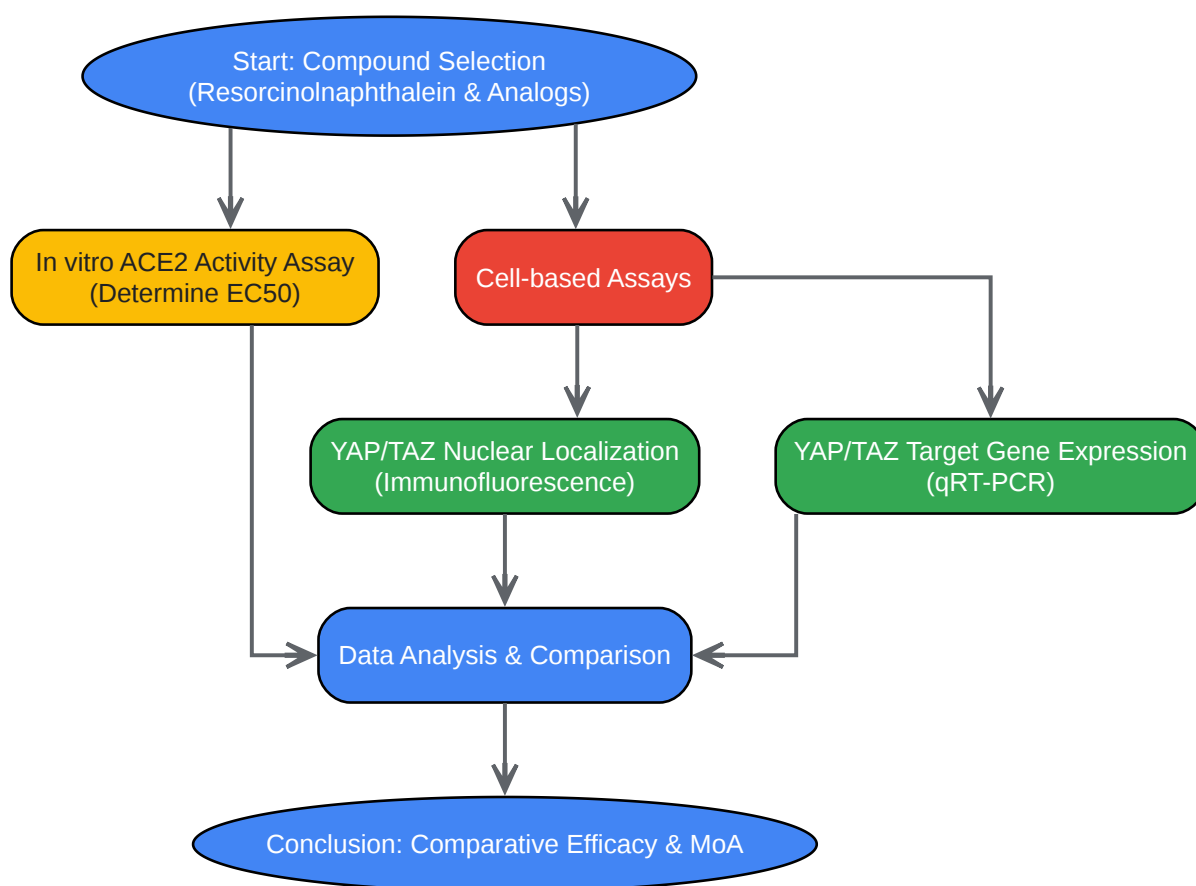 Start: Compound Selection
(Resorcinolnaphthalein & Analogs)
In vitro ACE2 Activity Assay
(Determine EC50)
Cell-based Assays
YAP/TAZ Nuclear Localization
(Immunofluorescence)
YAP/TAZ Target Gene Expression
(qRT-PCR)
Data Analysis & Comparison
Conclusion: Comparative Efficacy & MoA